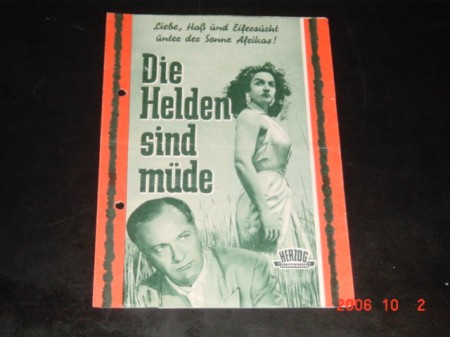 Liebe, Haß und Eifersucht
unter der Sonne Afrikas!
Die
Helden
sind
müde
HERZOG
2006 10 2